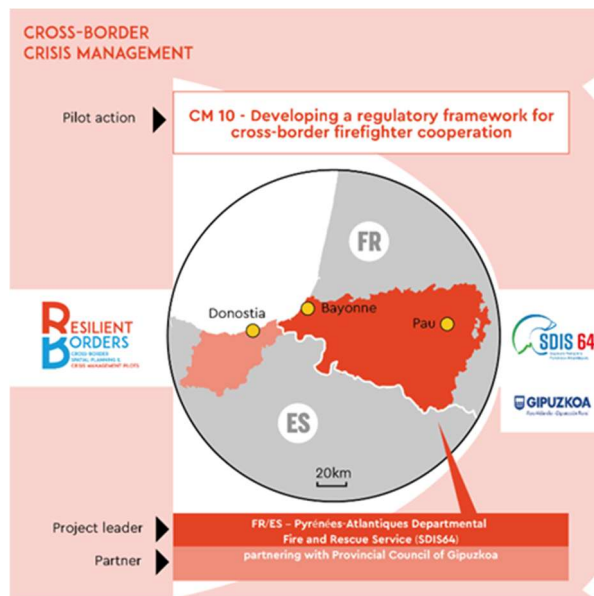 CROSS-BORDER
CRISIS MANAGEMENT
Pilot action
CM 10 - Developing a regulatory framework for
cross-border firefighter cooperation
FR
Donostia
Bayonne
Pau
ES
20km
RESILIENT
BORDERS
CROSS-BORDER
SPATIAL PLANNING &
CRISIS MANAGEMENT PILOTS
SDIS 64
GIPUZKOA
Project leader
FR/ES – Pyrénées-Atlantiques Departmental
Fire and Rescue Service (SDIS64)
Partner
partnering with Provincial Council of Gipuzkoa